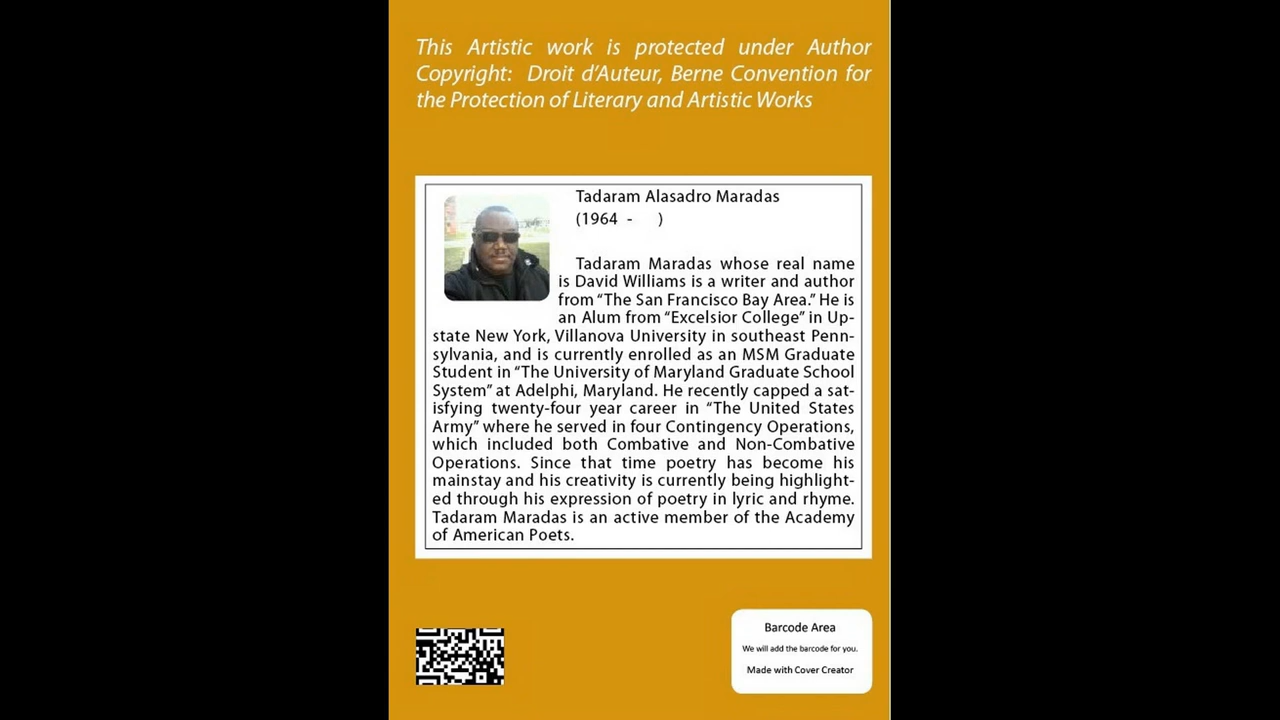 This Artistic work is protected under Author
Copyright: Droit d’Auteur, Berne Convention for
the Protection of Literary and Artistic Works
Tadaram Alasadro Maradas
(1964 - )
Tadaram Maradas whose real name
is David Williams is a writer and author
from “The San Francisco Bay Area.” He is
an Alum from “Excelsior College” in Up-
state New York, Villanova University in southeast Penn-
sylvania, and is currently enrolled as an MSM Graduate
Student in “The University of Maryland Graduate School
System” at Adelphi, Maryland. He recently capped a sat-
isfying twenty-four year career in “The United States
Army” where he served in four Contingency Operations,
which included both Combative and Non-Combative
Operations. Since that time poetry has become his
mainstay and his creativity is currently being highlight-
ed through his expression of poetry in lyric and rhyme.
Tadaram Maradas is an active member of the Academy
of American Poets.
Barcode Area
We will add the barcode for you.
Made with Cover Creator